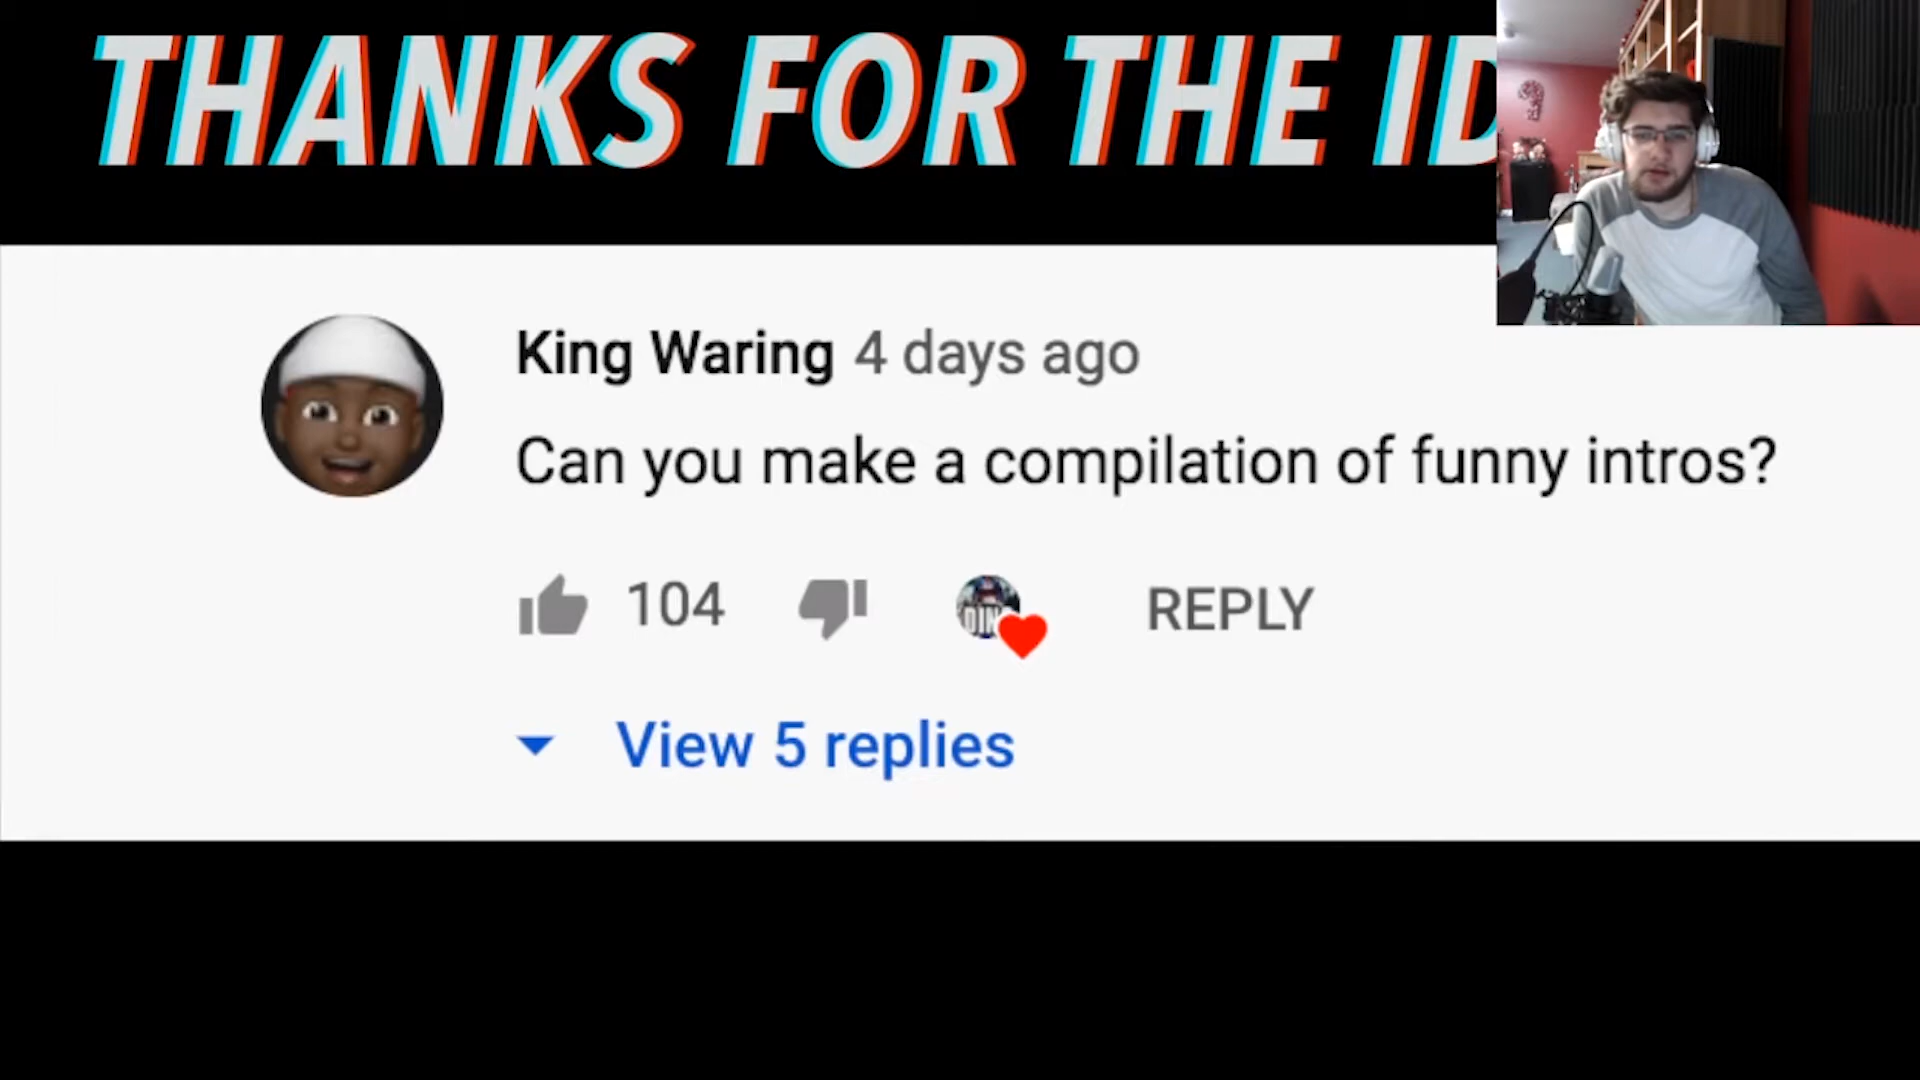 THANKS FOR THE ID
King Waring 4 days ago
Can you make a compilation of funny intros?
104
REPLY
View 5 replies